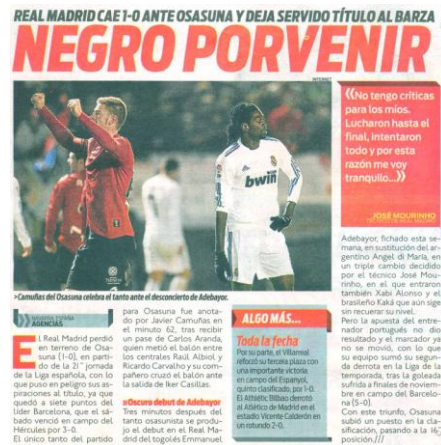 REAL MADRID CAE 1-0 ANTE OSASUNA Y DEJA SERVIDO TÍTULO AL BARZA
NEGRO PORVENIR
INTERNET
bwin
«No tengo críticas
para los míos.
Lucharon hasta el
final, intentaron
todo y por esta
razón me voy
tranquilo...»
JOSÉ MOURINHO
>Camuñas del Osasuna celebra el tanto ante el desconcierto de Adebayor.
ESPAÑA
AGENCIAS
El Real Madrid perdió
en terreno de Osa-
suna (1-0), en parti-
do de la 21ª jornada
de la Liga española, con lo
que puso en peligro sus as-
piraciones al título, ya que
quedó a siete puntos del
líder Barcelona, que el sá-
bado venció en campo del
Hércules por 3-0.
El único tanto del partido
para Osasuna fue anota-
do por Javier Camuñas en
el minuto 62, tras recibir
un pase de Carlos Aranda,
quien metió el balón entre
los centrales Raúl Albiol y
Ricardo Carvalho y su com-
pañero cruzó el balón ante
la salida de Iker Casillas.
»Oscuro debut de Adebayor
Tres minutos después del
tanto osasunista se produ-
jo el debut en el Real Ma-
drid del togolés Emmanuel
ALGO MÁS...
Toda la fecha
Por su parte, el Villarreal
reforzó su tercera plaza con
una importante victoria
en campo del Espanyol,
quinto clasificado, por 1-0.
El Athletic Bilbao derrotó
al Atlético de Madrid en el
estadio Vicente Calderón en
un rotundo 2-0.
Adebayor, fichado esta se-
mana, en sustitución del ar-
gentino Angel di María, en
un triple cambio decidido
por el técnico José Mou-
rinho, en el que entraron
también Xabi Alonso y el
brasileño Kaká que aún sigue
sin recuperar su nivel.
Pero la apuesta del entre-
nador portugués no dio
resultado y el marcador ya
no se movió, con lo que
su equipo sumó su segun-
da derrota en la Liga de la
temporada, tras la goleada
sufrida a finales de noviem-
bre en campo del Barcelo-
na (5-0).
Con este triunfo, Osasuna
subió un puesto en la cla-
sificación, pasando a la 16ª
posición.///